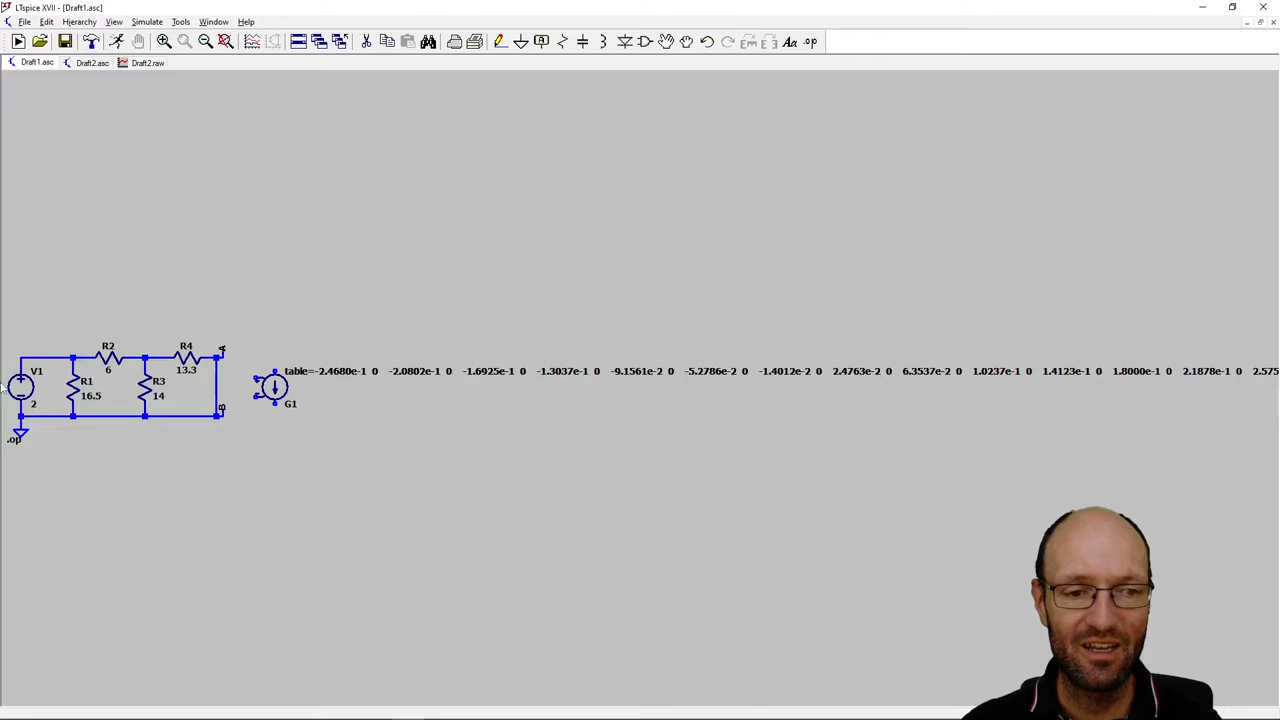 LTspice XVII - [Draft1.asc]
File Edit Hierarchy View Simulate Tools Window Help
.op
Draft1.asc Draft2.asc Draft2.raw
R2 R4 A
6 13.3
V1 R1 R3
2 16.5 14
B
.op
table=-2.4680e-1 0 -2.0802e-1 0 -1.6925e-1 0 -1.3037e-1 0 -9.1561e-2 0 -5.2786e-2 0 -1.4012e-2 0 2.4763e-2 0 6.3537e-2 0 1.0237e-1 0 1.4123e-1 0 1.8000e-1 0 2.1878e-1 0 2.575
G1